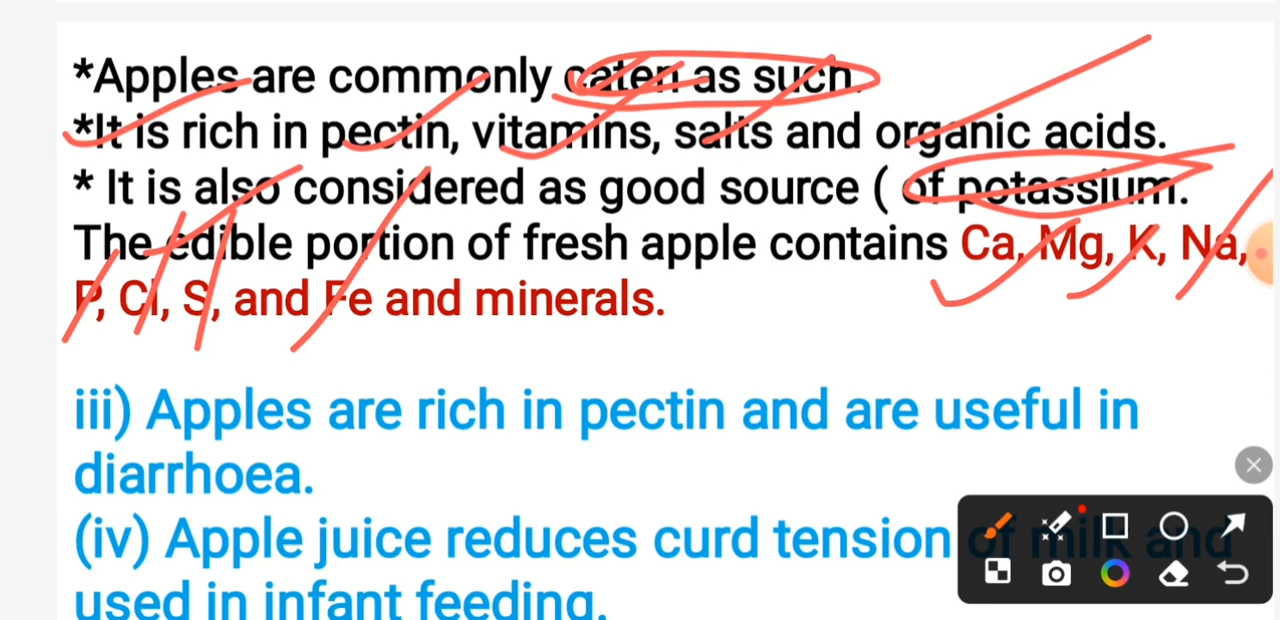 *Apples are commonly eaten as such.
*It is rich in pectin, vitamins, salts and organic acids.
* It is also considered as good source ( of potassium.
The edible portion of fresh apple contains Ca, Mg, K, Na,
P, Cl, S, and Fe and minerals.
iii) Apples are rich in pectin and are useful in
diarrhoea.
(iv) Apple juice reduces curd tension of milk and
used in infant feeding.